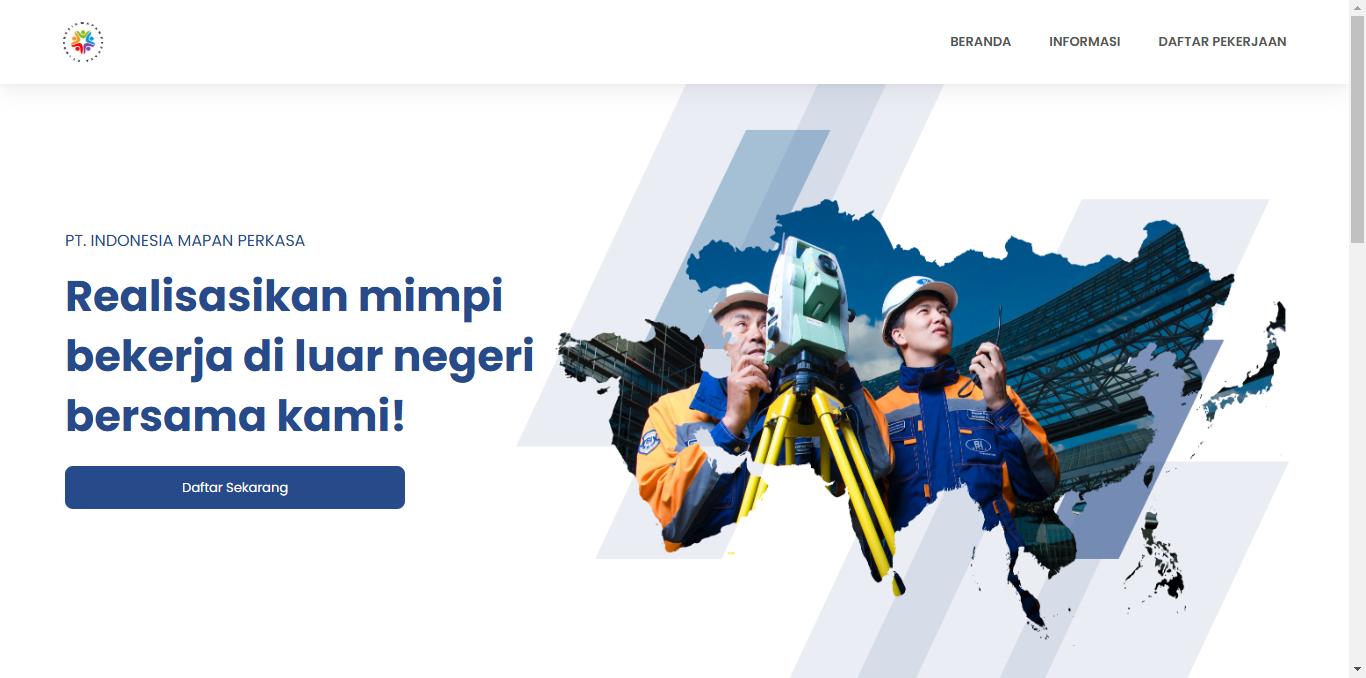 BERANDA
INFORMASI
DAFTAR PEKERJAAN
PT. INDONESIA MAPAN PERKASA
Realisasikan mimpi
bekerja di luar negeri
bersama kami!
Daftar Sekarang